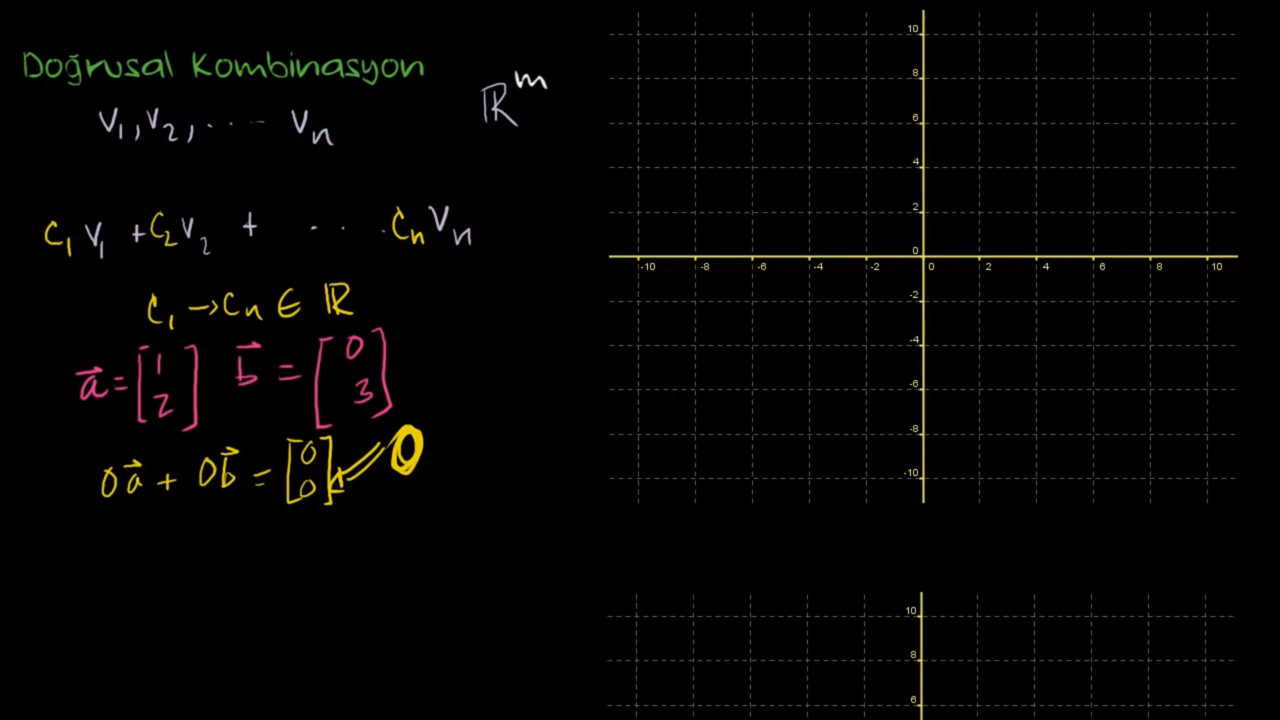 Doğrusal Kombinasyon
v₁, v₂, ... vₙ ℝᵐ
c₁v₁ + c₂v₂ + ... cₙvₙ
c₁ → cₙ ∈ ℝ
a⃗ = [1 2] b⃗ = [0 3]
0a⃗ + 0b⃗ = [0 0] 0
10
8
6
4
2
0
-10 -8 -6 -4 -2 0 2 4 6 8 10
-2
-4
-6
-8
-10
10
8
6